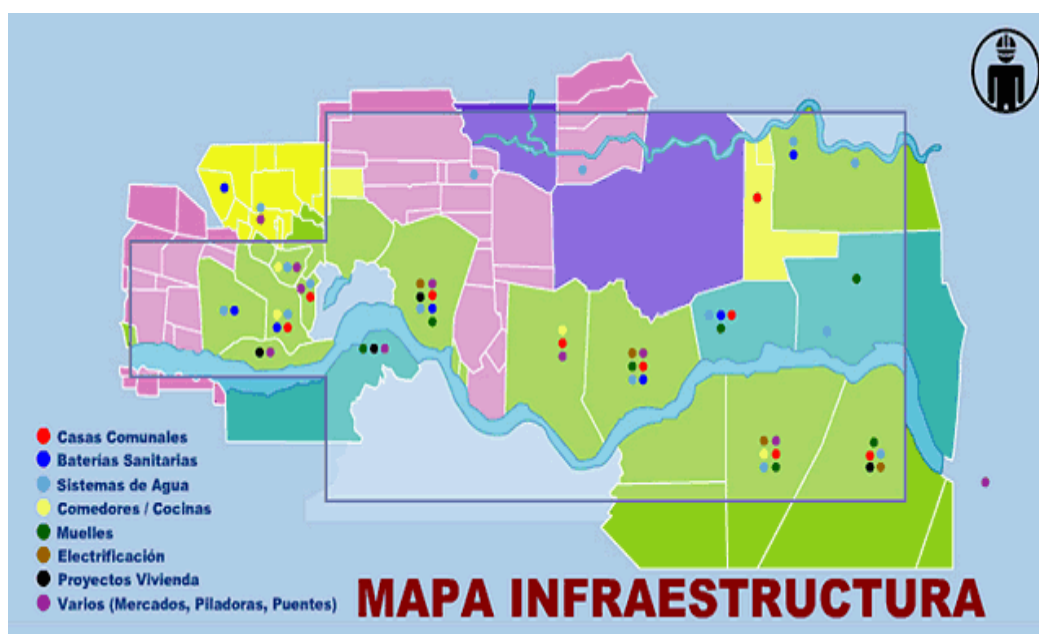 Casas Comunales
Baterías Sanitarias
Sistemas de Agua
Comedores / Cocinas
Muelles
Electrificación
Proyectos Vivienda
Varios (Mercados, Piladoras, Puentes)
MAPA INFRAESTRUCTURA